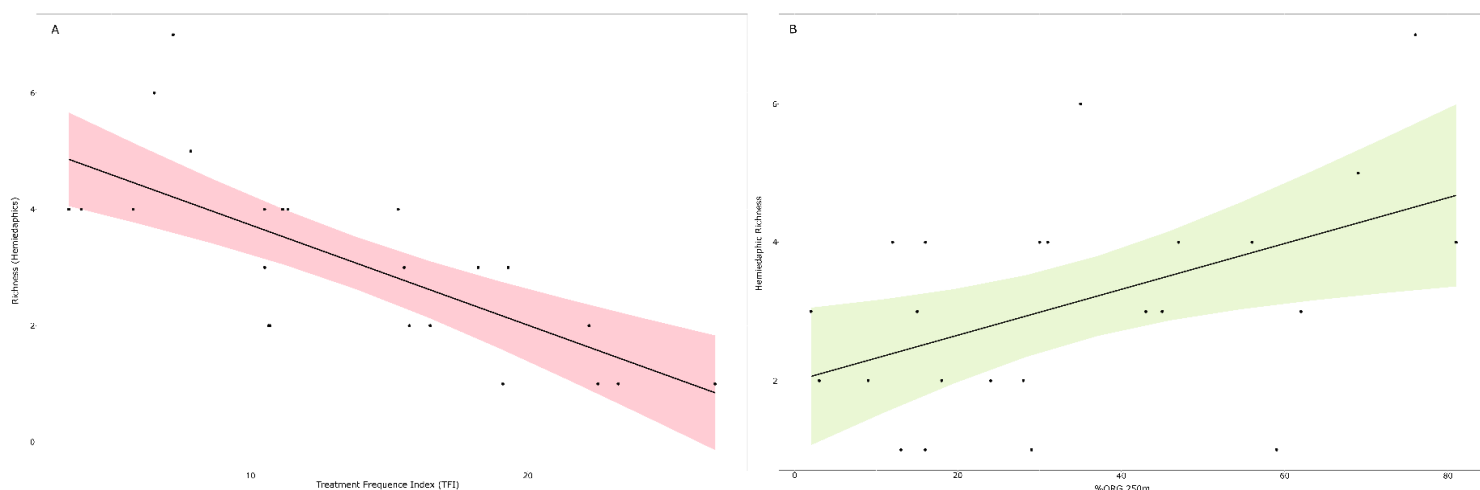 A
6
4
2
0
10
20
Richness (Hemiedaphics)
Treatment Frequence Index (TFI)
B
6
4
2
0
20
40
60
80
Hemiedaphic Richness
%ORG 250m